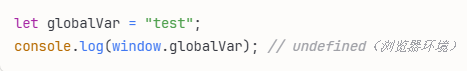 let globalVar = "test";
console.log(window.globalVar); // undefined（浏览器环境）